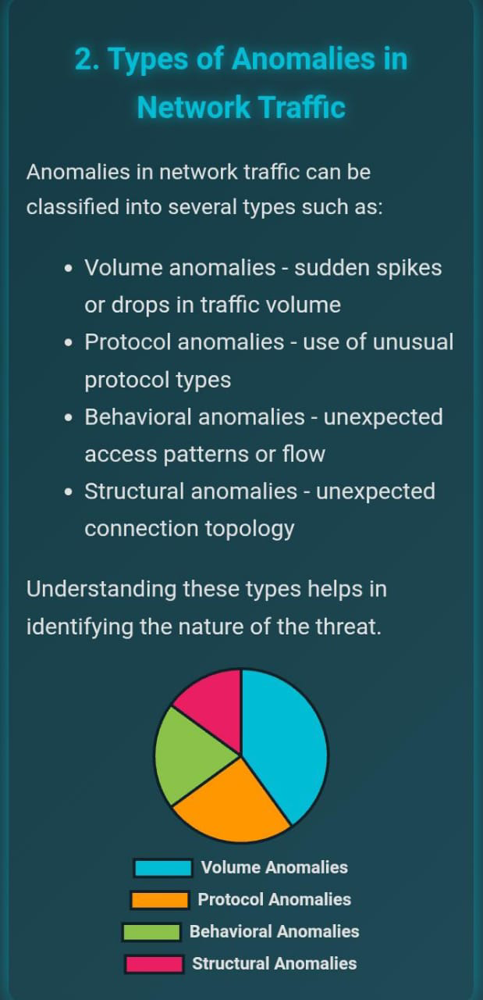 2. Types of Anomalies in
Network Traffic
Anomalies in network traffic can be
classified into several types such as:
• Volume anomalies - sudden spikes
or drops in traffic volume
• Protocol anomalies - use of unusual
protocol types
• Behavioral anomalies - unexpected
access patterns or flow
• Structural anomalies - unexpected
connection topology
Understanding these types helps in
identifying the nature of the threat.
Volume Anomalies
Protocol Anomalies
Behavioral Anomalies
Structural Anomalies